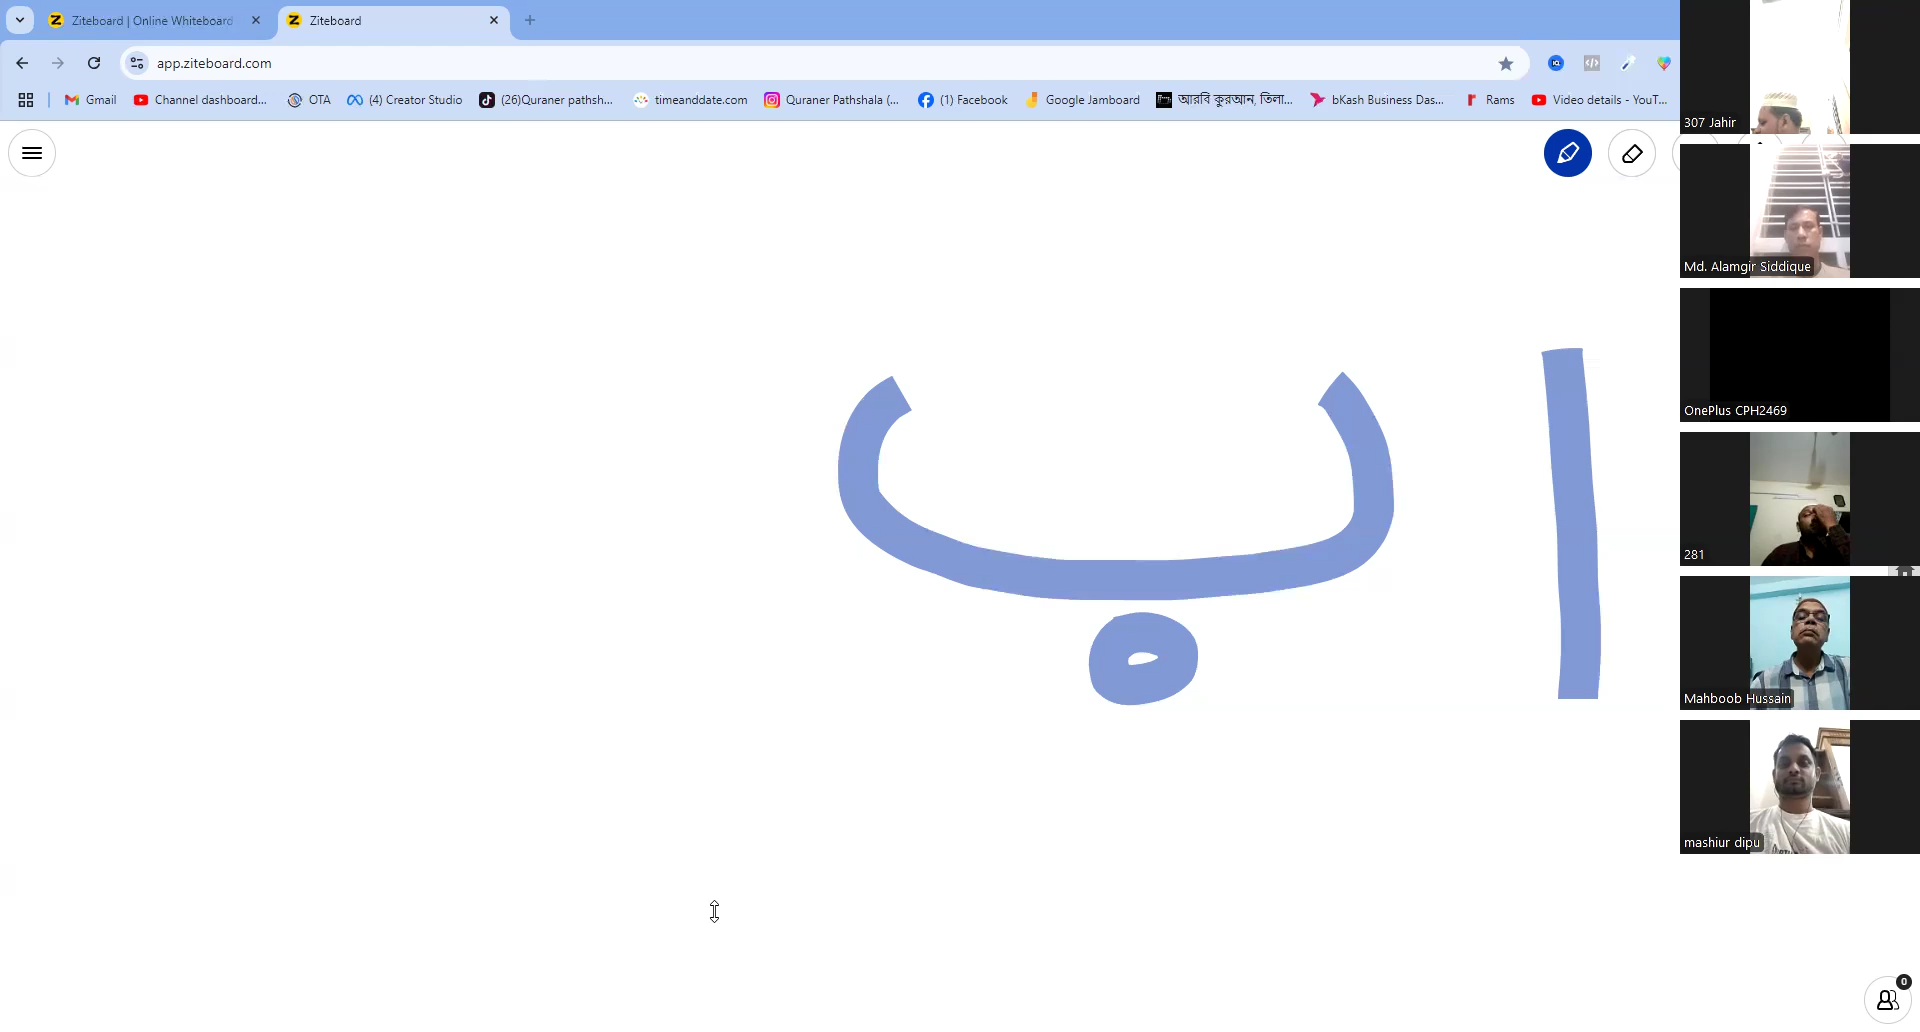 Ziteboard | Online Whiteboard
Ziteboard
app.ziteboard.com
Gmail
Channel dashboard...
OTA
(4) Creator Studio
(26)Quraner pathsh...
timeanddate.com
Quraner Pathshala (...
(1) Facebook
Google Jamboard
আরবি কুরআন, তিলা...
bKash Business Das...
Rams
Video details - YouT...
ا ب
307 Jahir
Md. Alamgir Siddique
OnePlus CPH2469
281
Mahboob Hussain
mashiur dipu
0